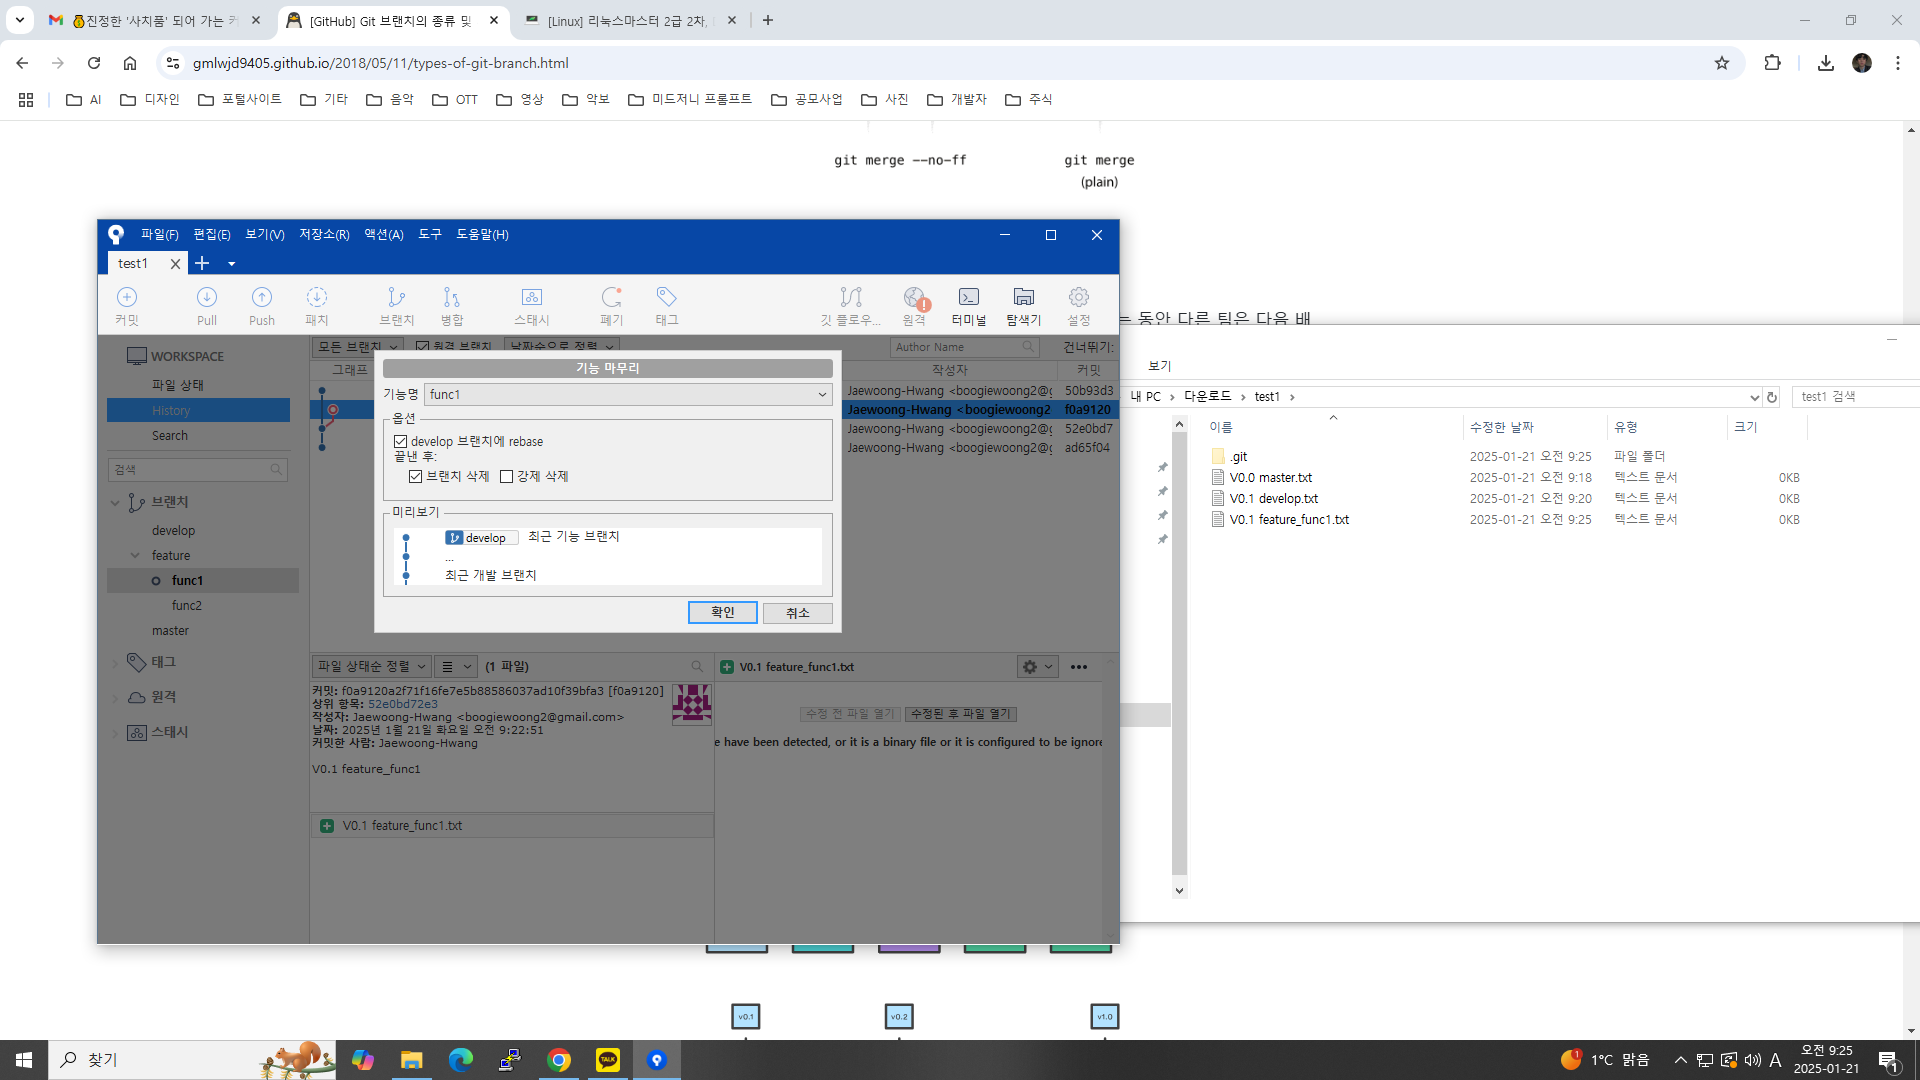 진정한 '사치품' 되어 가는 커
[GitHub] Git 브랜치의 종류 및
[Linux] 리눅스마스터 2급 2차,
gmlwjd9405.github.io/2018/05/11/types-of-git-branch.html
AI
디자인
포털사이트
기타
음악
OTT
영상
악보
미드저니 프롬프트
공모사업
사진
개발자
주식
git merge --no-ff
git merge
(plain)
파일(F) 편집(E) 보기(V) 저장소(R) 액션(A) 도구 도움말(H)
test1
커밋
Pull
Push
패치
브랜치
병합
스태시
폐기
태그
깃 플로우...
원격
터미널
탐색기
설정
동안 다른 팀은 다음 배
WORKSPACE
파일 상태
History
Search
검색
브랜치
develop
feature
func1
func2
master
태그
원격
스태시
모든 브랜치
원격 브랜치
날짜순으로 정렬
Author Name
건너뛰기:
그래프
작성자
커밋
Jaewoong-Hwang <boogiewoong2@g 50b93d3
Jaewoong-Hwang <boogiewoong2 f0a9120
Jaewoong-Hwang <boogiewoong2@g 52e0bd7
Jaewoong-Hwang <boogiewoong2@g ad65f04
기능 마무리
기능명 func1
옵션
develop 브랜치에 rebase
끝낸 후:
브랜치 삭제 강제 삭제
미리보기
develop 최근 기능 브랜치
...
최근 개발 브랜치
확인 취소
파일 상태순 정렬
(1 파일)
커밋: f0a9120a2f71f16fe7e5b88586037ad10f39bfa3 [f0a9120]
상위 항목: 52e0bd72e3
작성자: Jaewoong-Hwang <boogiewoong2@gmail.com>
날짜: 2025년 1월 21일 화요일 오전 9:22:51
커밋한 사람: Jaewoong-Hwang
V0.1 feature_func1
V0.1 feature_func1.txt
V0.1 feature_func1.txt
수정 전 파일 열기 수정된 후 파일 열기
e have been detected, or it is a binary file or it is configured to be ignore
보기
내 PC
다운로드
test1
test1 검색
이름 수정한 날짜 유형 크기
.git 2025-01-21 오전 9:25 파일 폴더
V0.0 master.txt 2025-01-21 오전 9:18 텍스트 문서 0KB
V0.1 develop.txt 2025-01-21 오전 9:20 텍스트 문서 0KB
V0.1 feature_func1.txt 2025-01-21 오전 9:25 텍스트 문서 0KB
v0.1
v0.2
v1.0
찾기
TALK
1
1°C 맑음
A
오전 9:25
2025-01-21
1